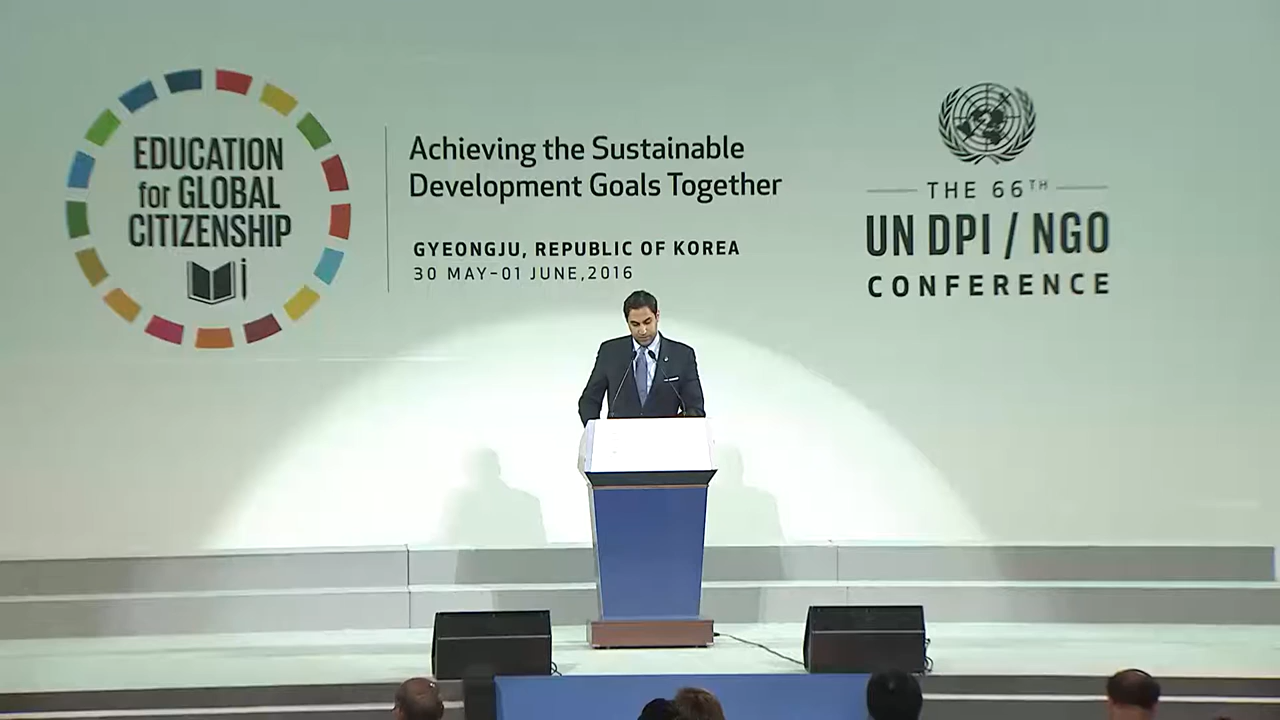 EDUCATION
for GLOBAL
CITIZENSHIP
Achieving the Sustainable
Development Goals Together
GYEONGJU, REPUBLIC OF KOREA
30 MAY-01 JUNE,2016
THE 66TH
UN DPI / NGO
CONFERENCE